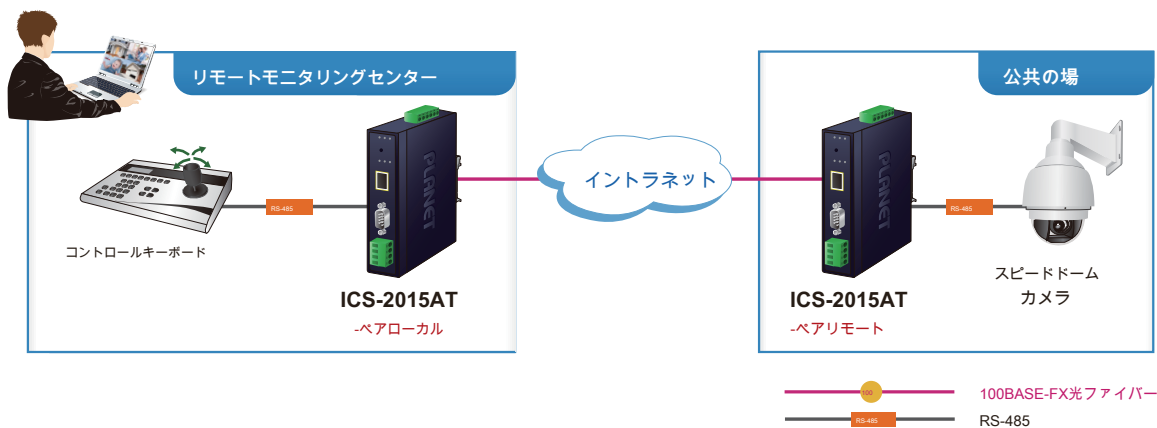 リモートモニタリングセンター
公共の場
PLANET
イントラネット
PLANET
RS-485
RS-485
コントロールキーボード
ICS-2015AT
-ペアローカル
ICS-2015AT
-ペアリモート
スピードドーム
カメラ
100
100BASE-FX光ファイバー
RS-485
RS-485